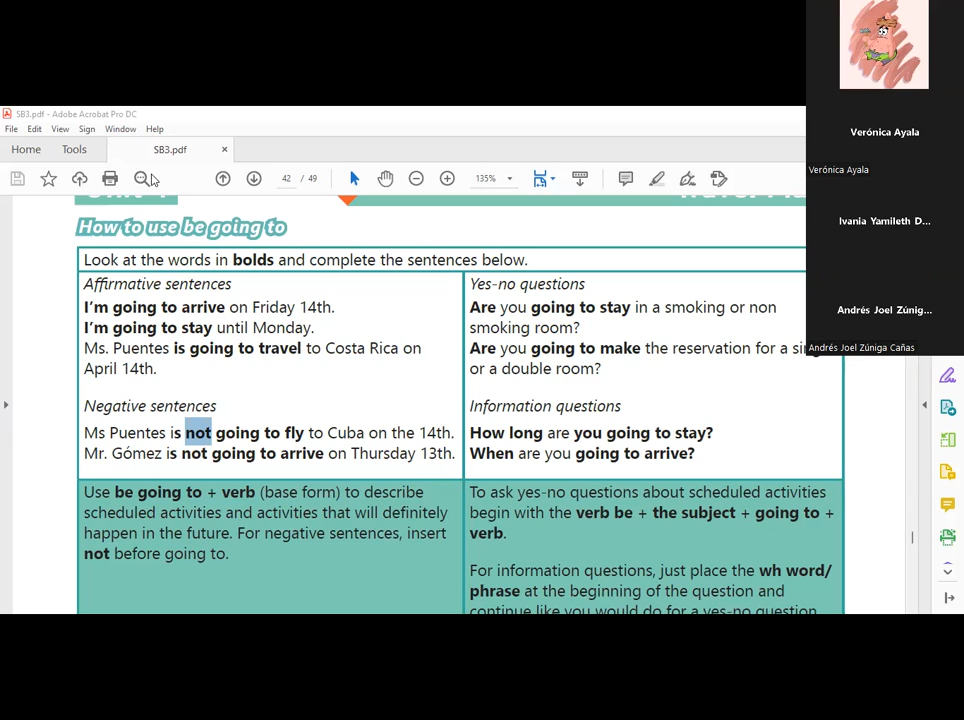 SB3.pdf - Adobe Acrobat Pro DC
File Edit View Sign Window Help
Home Tools SB3.pdf ×
42 / 49 135%
How to use be going to
Look at the words in bolds and complete the sentences below.
Affirmative sentences
I'm going to arrive on Friday 14th.
I'm going to stay until Monday.
Ms. Puentes is going to travel to Costa Rica on
April 14th.
Negative sentences
Ms Puentes is not going to fly to Cuba on the 14th.
Mr. Gómez is not going to arrive on Thursday 13th.
Yes-no questions
Are you going to stay in a smoking or non
smoking room?
Are you going to make the reservation for a
or a double room?
Information questions
How long are you going to stay?
When are you going to arrive?
Use be going to + verb (base form) to describe
scheduled activities and activities that will definitely
happen in the future. For negative sentences, insert
not before going to.
To ask yes-no questions about scheduled activities
begin with the verb be + the subject + going to +
verb.
For information questions, just place the wh word/
phrase at the beginning of the question and
continue like you would do for a yes-no question
Verónica Ayala
Verónica Ayala
Ivania Yamileth D...
Andrés Joel Zúnig...
Andrés Joel Zúniga Cañas